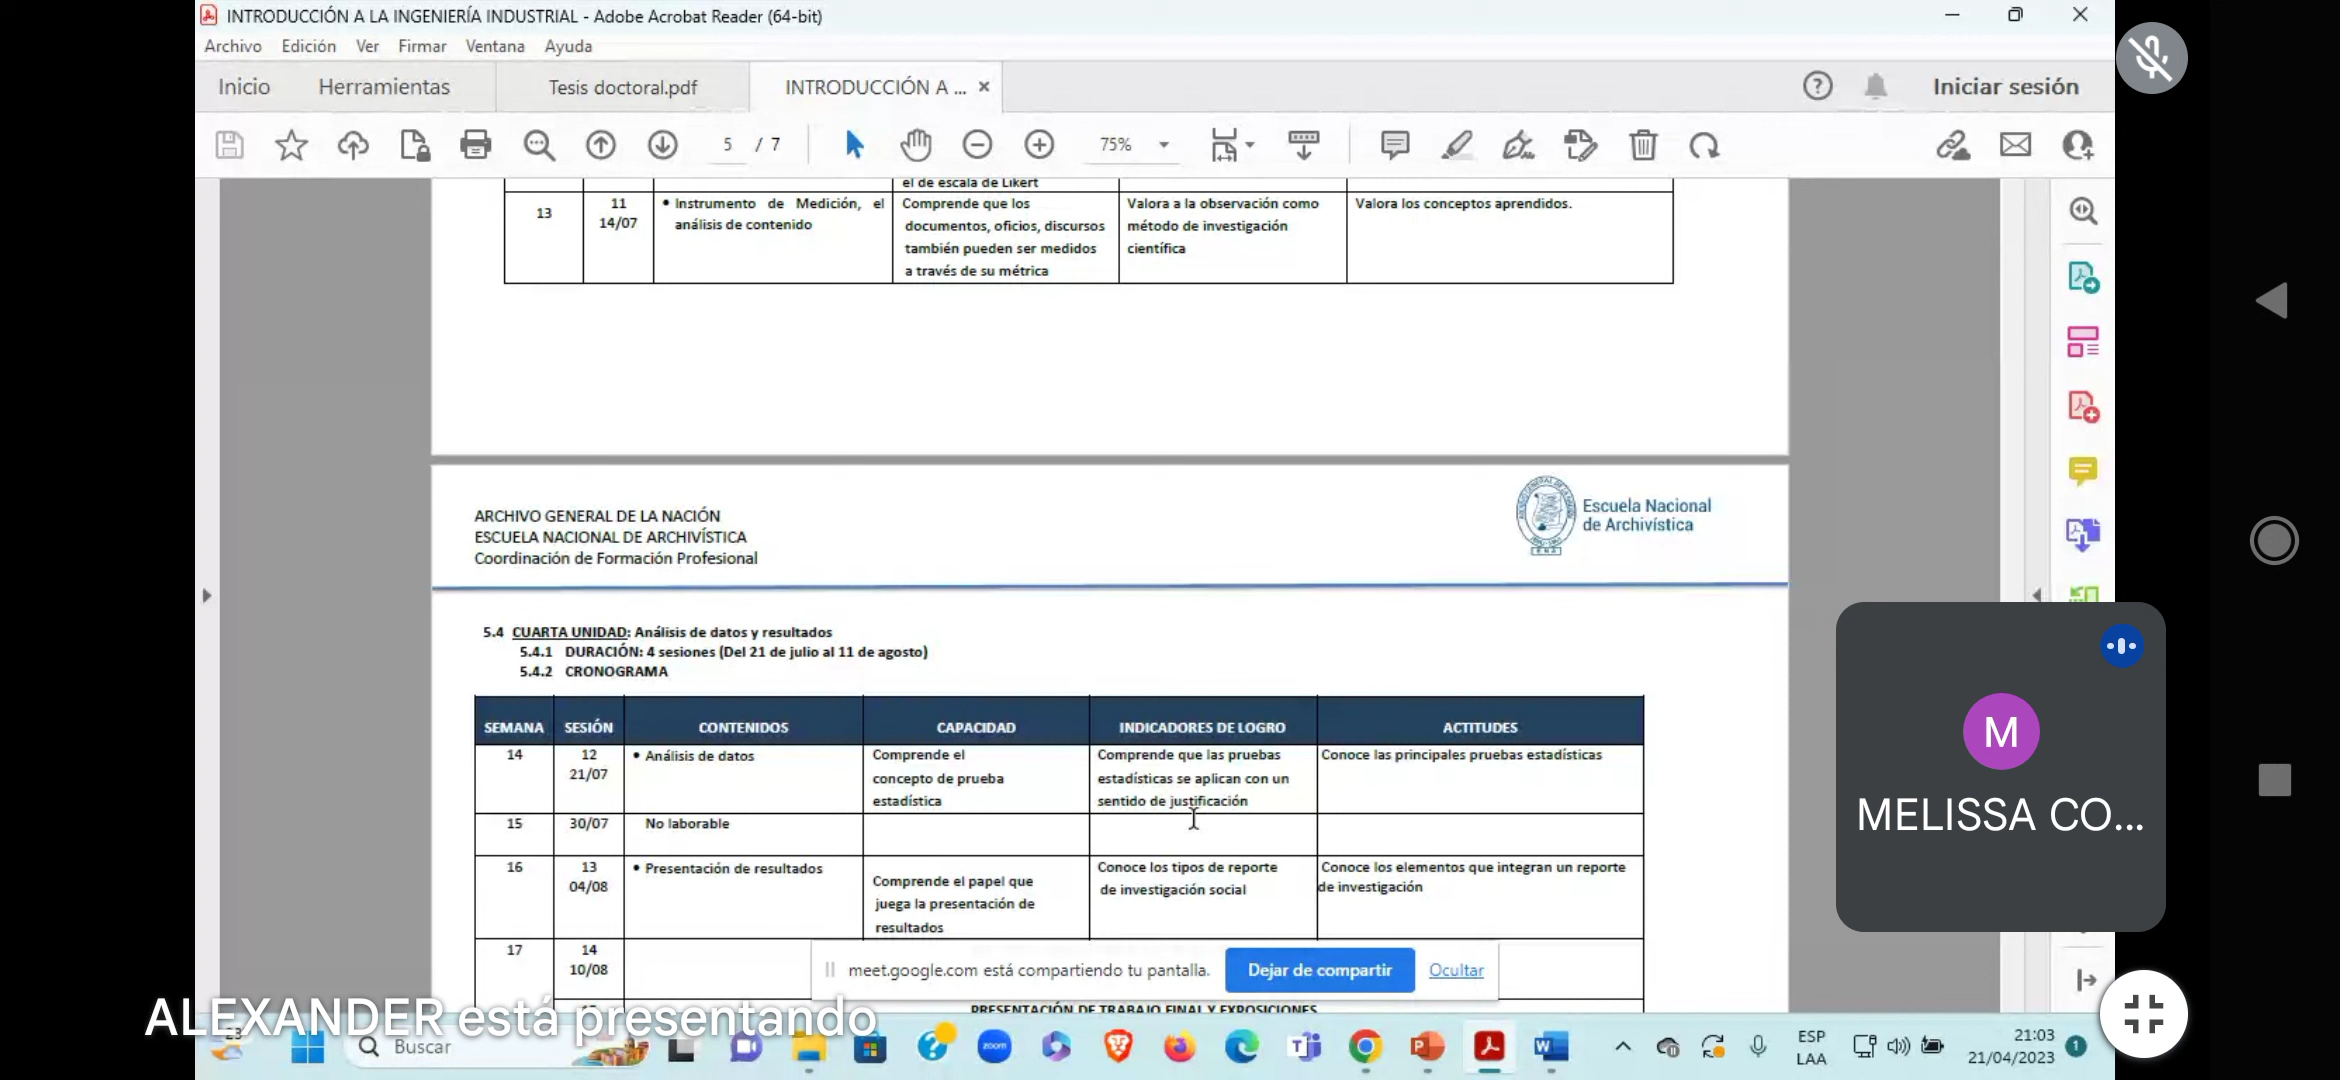 INTRODUCCIÓN A LA INGENIERÍA INDUSTRIAL - Adobe Acrobat Reader (64-bit)
Archivo Edición Ver Firmar Ventana Ayuda
Inicio Herramientas Tesis doctoral.pdf INTRODUCCIÓN A ... × Iniciar sesión
5 / 7 75%
el de escala de Likert
13
11
14/07
• Instrumento de Medición, el
análisis de contenido
Comprende que los
documentos, oficios, discursos
también pueden ser medidos
a través de su métrica
Valora a la observación como
método de investigación
científica
Valora los conceptos aprendidos.
ARCHIVO GENERAL DE LA NACIÓN
ESCUELA NACIONAL DE ARCHIVÍSTICA
Coordinación de Formación Profesional
Escuela Nacional
de Archivística
5.4 CUARTA UNIDAD: Análisis de datos y resultados
5.4.1 DURACIÓN: 4 sesiones (Del 21 de julio al 11 de agosto)
5.4.2 CRONOGRAMA
SEMANA SESIÓN CONTENIDOS CAPACIDAD INDICADORES DE LOGRO ACTITUDES
14
12
21/07
• Análisis de datos
Comprende el
concepto de prueba
estadística
Comprende que las pruebas
estadísticas se aplican con un
sentido de justificación
Conoce las principales pruebas estadísticas
15
30/07
No laborable
16
13
04/08
• Presentación de resultados
Comprende el papel que
juega la presentación de
resultados
Conoce los tipos de reporte
de investigación social
Conoce los elementos que integran un reporte
de investigación
17
14
10/08
PRESENTACIÓN DE TRABAJO FINAL Y EXPOSICIONES
meet.google.com está compartiendo tu pantalla. Dejar de compartir Ocultar
M
MELISSA CO...
ALEXANDER está presentando
23
Buscar
zoom
ESP
LAA
21:03
21/04/2023
1